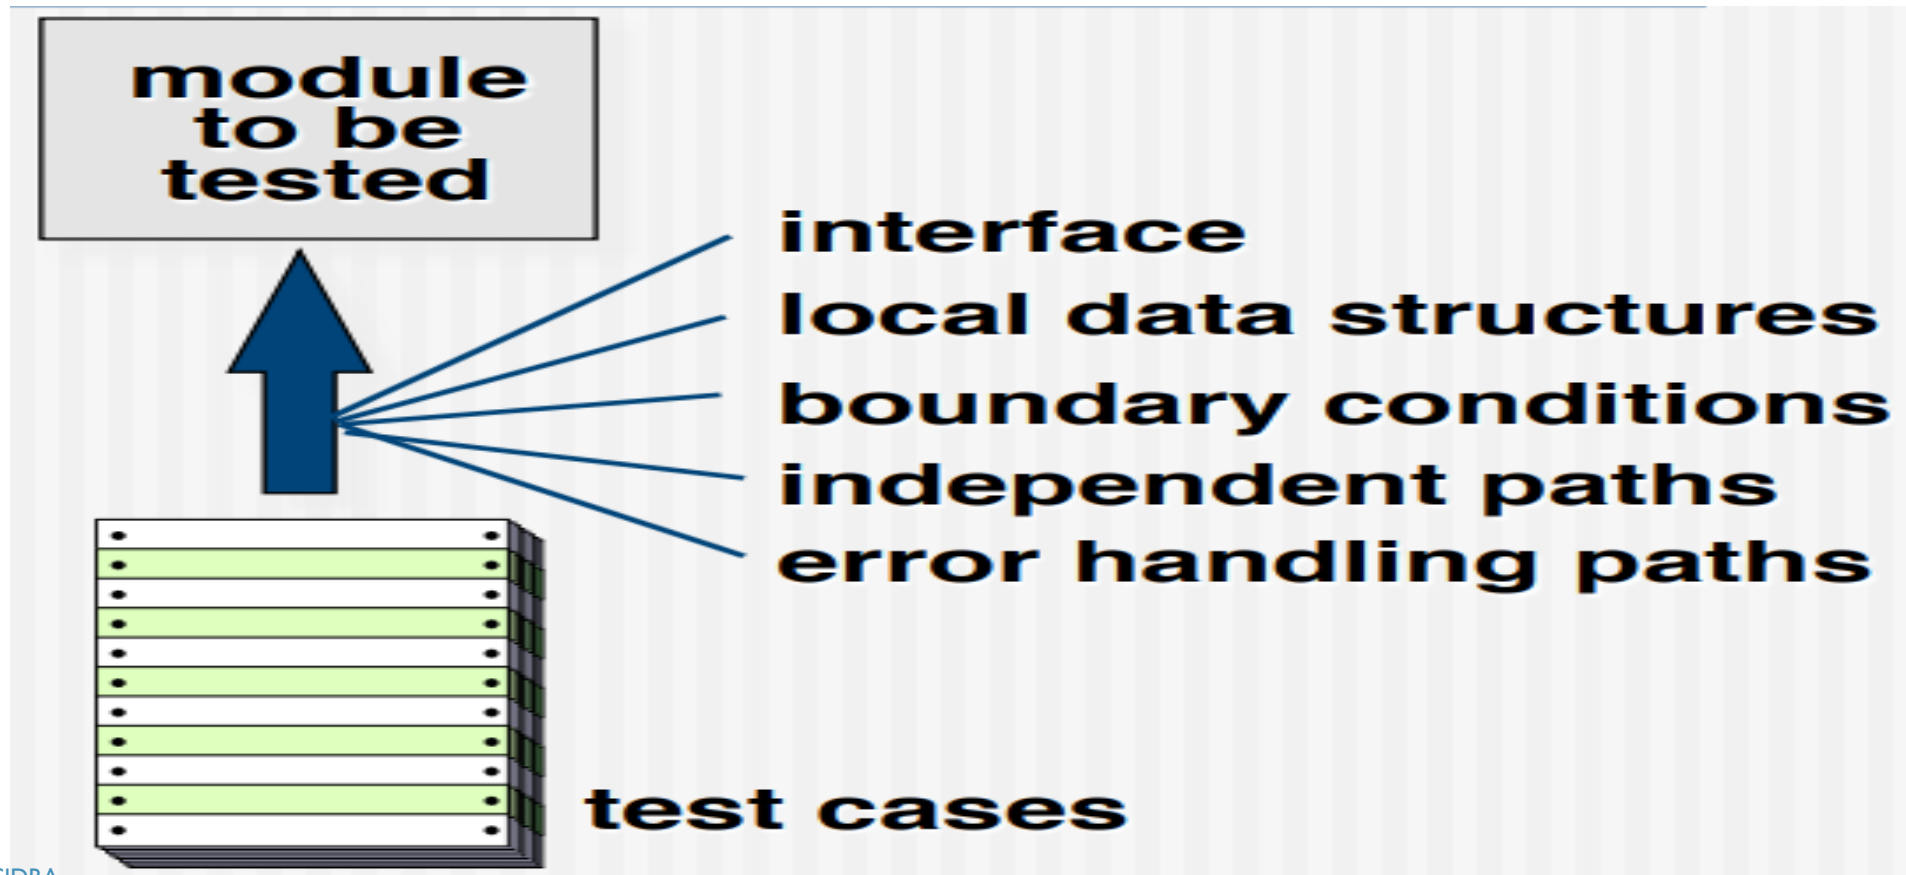 module
to be
tested
interface
local data structures
boundary conditions
independent paths
error handling paths
test cases